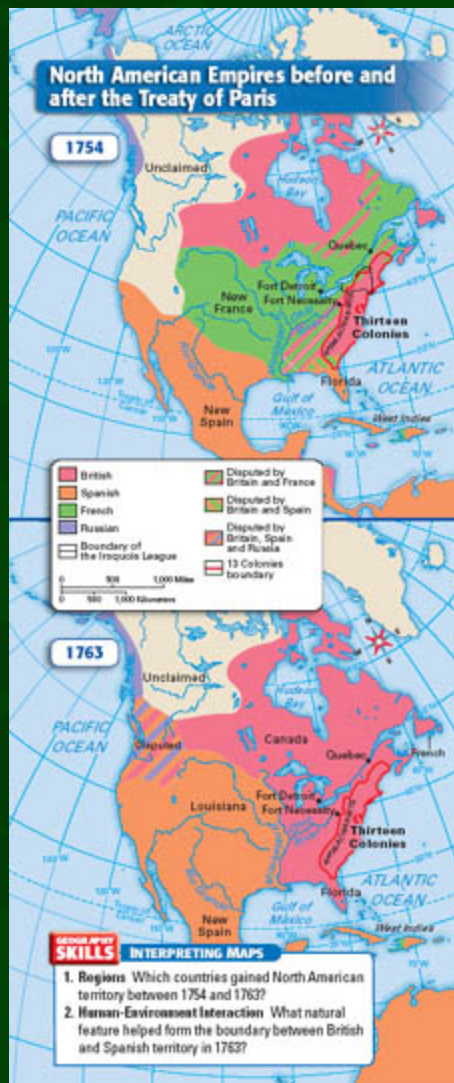 ARCTIC
OCEAN
North American Empires before and
after the Treaty of Paris
1754
Unclaimed
Hudson
Bay
PACIFIC
OCEAN
Quebec
Fort Detroit
New
France
Fort Necessity
Thirteen
Colonies
ATLANTIC
OCEAN
Florida
Gulf of
Mexico
New
Spain
West Indies
Tropic of
Cancer
British
Spanish
French
Russian
Boundary of
the Iroquois League
Disputed by
Britain and France
Disputed by
Britain and Spain
Disputed by
Britain, Spain
and Russia
13 Colonies
boundary
0 500 1,000 Miles
0 500 1,000 Kilometers
1763
Unclaimed
Hudson
Bay
PACIFIC
OCEAN
Disputed
Canada
Quebec
French
Louisiana
Fort Detroit
Fort Necessity
Thirteen
Colonies
ATLANTIC
OCEAN
Florida
Gulf of
Mexico
New
Spain
West Indies
GEOGRAPHY
SKILLS
INTERPRETING MAPS
1. Regions Which countries gained North American
territory between 1754 and 1763?
2. Human-Environment Interaction What natural
feature helped form the boundary between British
and Spanish territory in 1763?